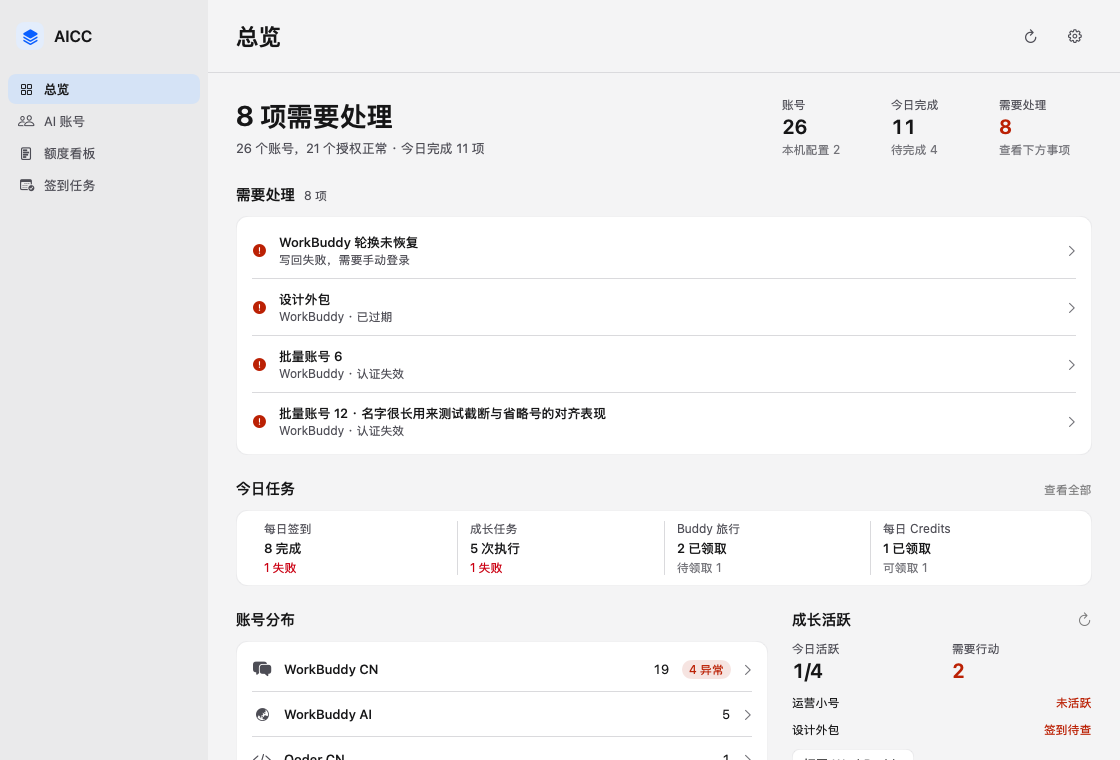 AICC
总览
AI 账号
额度看板
签到任务
总览
8 项需要处理
26 个账号，21 个授权正常 · 今日完成 11 项
账号
26
本机配置 2
今日完成
11
待完成 4
需要处理
8
查看下方事项
需要处理 8 项
WorkBuddy 轮换未恢复
写回失败，需要手动登录
设计外包
WorkBuddy · 已过期
批量账号 6
WorkBuddy · 认证失效
批量账号 12 · 名字很长用来测试截断与省略号的对齐表现
WorkBuddy · 认证失效
今日任务
查看全部
每日签到
8 完成
1 失败
成长任务
5 次执行
1 失败
Buddy 旅行
2 已领取
待领取 1
每日 Credits
1 已领取
可领取 1
账号分布
WorkBuddy CN 19 4 异常
WorkBuddy AI 5
Qoder CN 1
成长活跃
今日活跃
1/4
需要行动
2
运营小号 未活跃
设计外包 签到待查